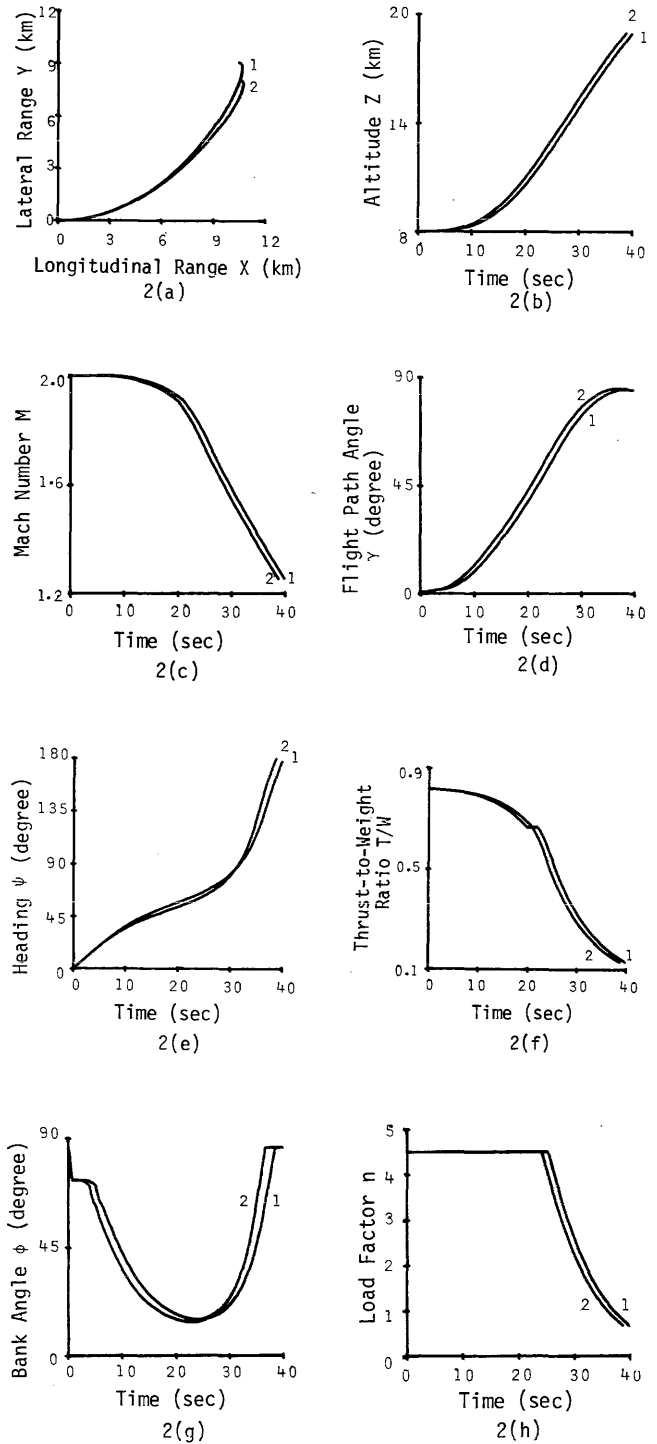 12
9
6
3
0
Lateral Range Y (km)
1
2
0 3 6 9 12
Longitudinal Range X (km)
2(a)
20
14
8
Altitude Z (km)
2
1
0 10 20 30 40
Time (sec)
2(b)
2.0
1.6
1.2
Mach Number M
2 1
0 10 20 30 40
Time (sec)
2(c)
90
45
0
Flight Path Angle
γ (degree)
2
1
0 10 20 30 40
Time (sec)
2(d)
180
135
90
45
0
Heading ψ (degree)
2
1
0 10 20 30 40
Time (sec)
2(e)
0.9
0.5
0.1
Thrust-to-Weight
Ratio T/W
2 1
0 10 20 30 40
Time (sec)
2(f)
90
45
0
Bank Angle ϕ (degree)
2 1
0 10 20 30 40
Time (sec)
2(g)
5
4
3
2
1
0
Load Factor n
2 1
0 10 20 30 40
Time (sec)
2(h)